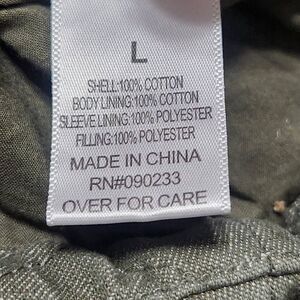 L
SHELL:100% COTTON
BODY LINING:100% COTTON
SLEEVE LINING:100% POLYESTER
FILLING:100% POLYESTER
MADE IN CHINA
RN#090233
OVER FOR CARE